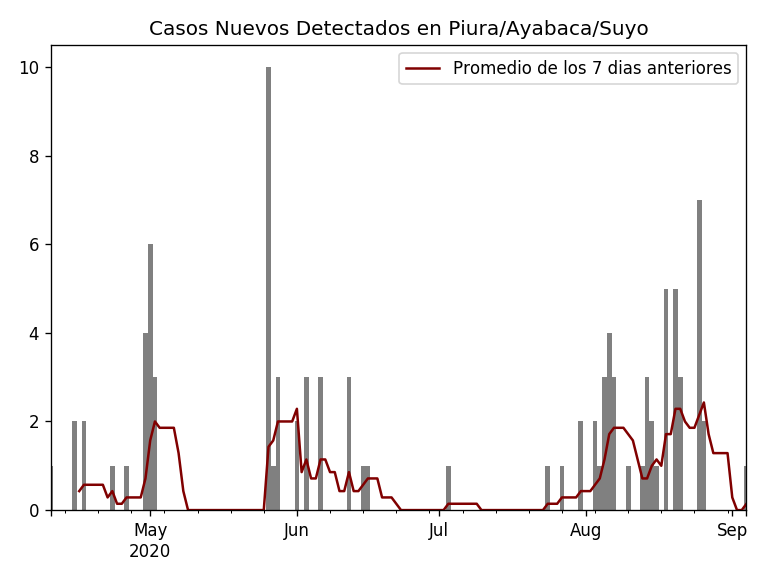 Casos Nuevos Detectados en Piura/Ayabaca/Suyo
Promedio de los 7 dias anteriores
10
8
6
4
2
0
May
2020
Jun
Jul
Aug
Sep